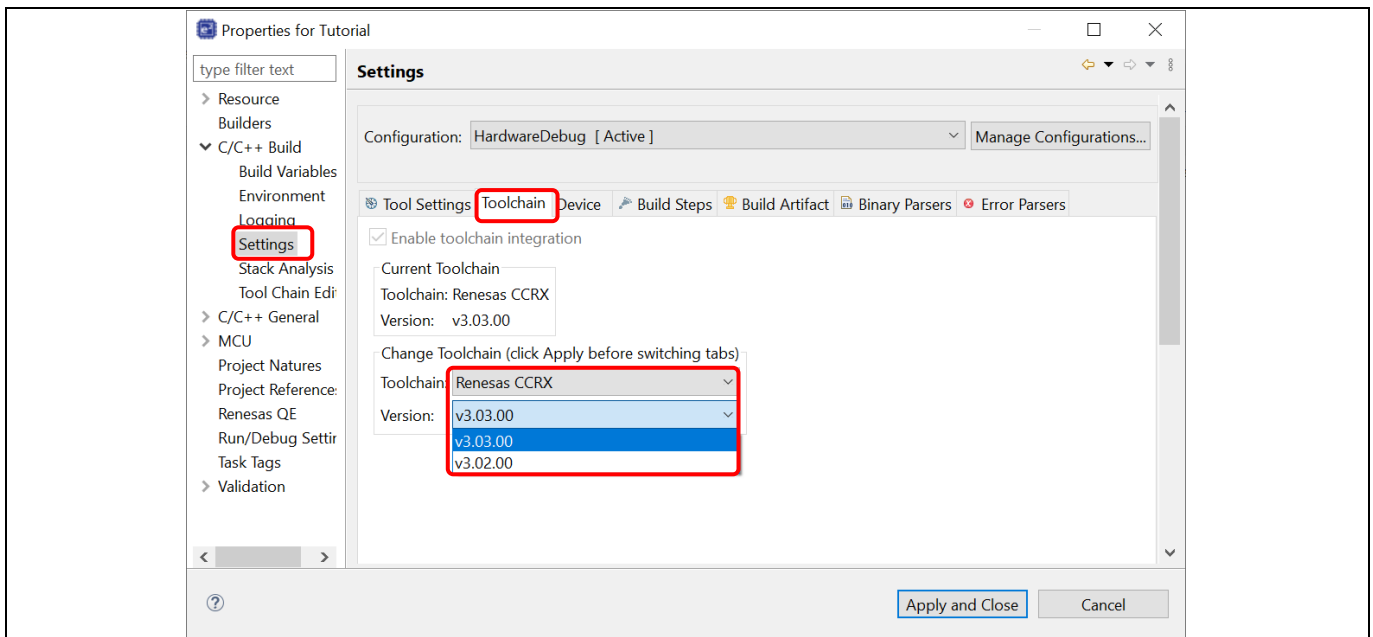 Properties for Tutorial
type filter text
Settings
Resource
Builders
C/C++ Build
Build Variables
Environment
Logging
Settings
Stack Analysis
Tool Chain Edi
C/C++ General
MCU
Project Natures
Project Reference
Renesas QE
Run/Debug Settin
Task Tags
Validation
Configuration: HardwareDebug [ Active ] Manage Configurations...
Tool Settings Toolchain Device Build Steps Build Artifact Binary Parsers Error Parsers
Enable toolchain integration
Current Toolchain
Toolchain: Renesas CCRX
Version: v3.03.00
Change Toolchain (click Apply before switching tabs)
Toolchain: Renesas CCRX
Version: v3.03.00
v3.03.00
v3.02.00
Apply and Close Cancel